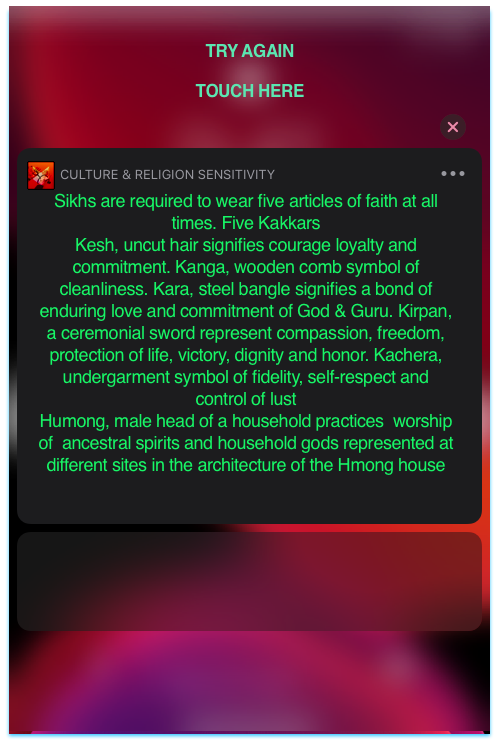 TRY AGAIN
TOUCH HERE
CULTURE & RELIGION SENSITIVITY
Sikhs are required to wear five articles of faith at all
times. Five Kakkars
Kesh, uncut hair signifies courage loyalty and
commitment. Kanga, wooden comb symbol of
cleanliness. Kara, steel bangle signifies a bond of
enduring love and commitment of God & Guru. Kirpan,
a ceremonial sword represent compassion, freedom,
protection of life, victory, dignity and honor. Kachera,
undergarment symbol of fidelity, self-respect and
control of lust
Humong, male head of a household practices  worship
of  ancestral spirits and household gods represented at
different sites in the architecture of the Hmong house